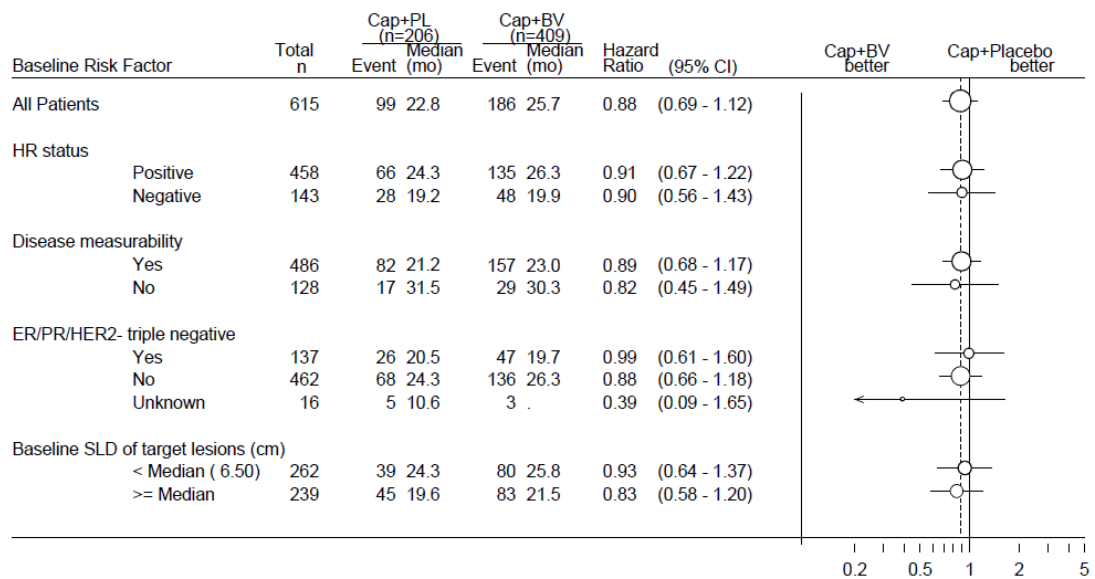 Cap+PL Cap+BV
(n=206) (n=409)
Total Median Median Hazard Cap+BV Cap+Placebo
Baseline Risk Factor n Event (mo) Event (mo) Ratio (95% CI) better better
All Patients 615 99 22.8 186 25.7 0.88 (0.69 - 1.12)
HR status
Positive 458 66 24.3 135 26.3 0.91 (0.67 - 1.22)
Negative 143 28 19.2 48 19.9 0.90 (0.56 - 1.43)
Disease measurability
Yes 486 82 21.2 157 23.0 0.89 (0.68 - 1.17)
No 128 17 31.5 29 30.3 0.82 (0.45 - 1.49)
ER/PR/HER2- triple negative
Yes 137 26 20.5 47 19.7 0.99 (0.61 - 1.60)
No 462 68 24.3 136 26.3 0.88 (0.66 - 1.18)
Unknown 16 5 10.6 3 . 0.39 (0.09 - 1.65)
Baseline SLD of target lesions (cm)
< Median ( 6.50) 262 39 24.3 80 25.8 0.93 (0.64 - 1.37)
>= Median 239 45 19.6 83 21.5 0.83 (0.58 - 1.20)
0.2 0.5 1 2 5